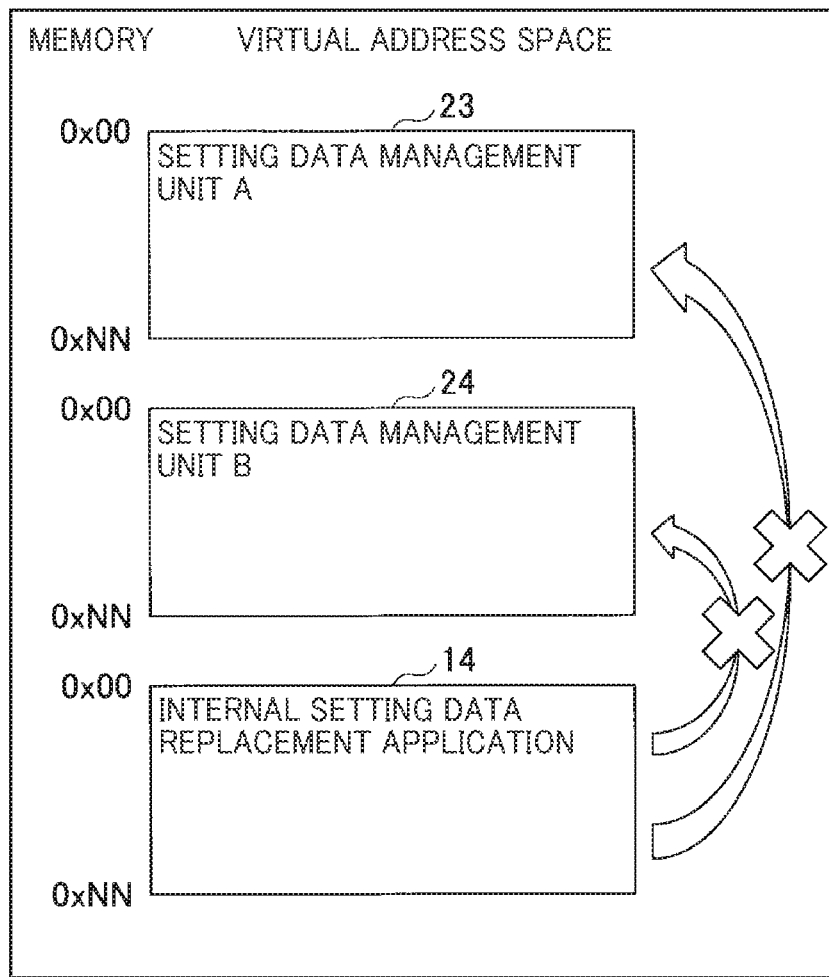 MEMORY VIRTUAL ADDRESS SPACE
23
0x00
SETTING DATA MANAGEMENT
UNIT A
0xNN
24
0x00
SETTING DATA MANAGEMENT
UNIT B
0xNN
14
0x00
INTERNAL SETTING DATA
REPLACEMENT APPLICATION
0xNN